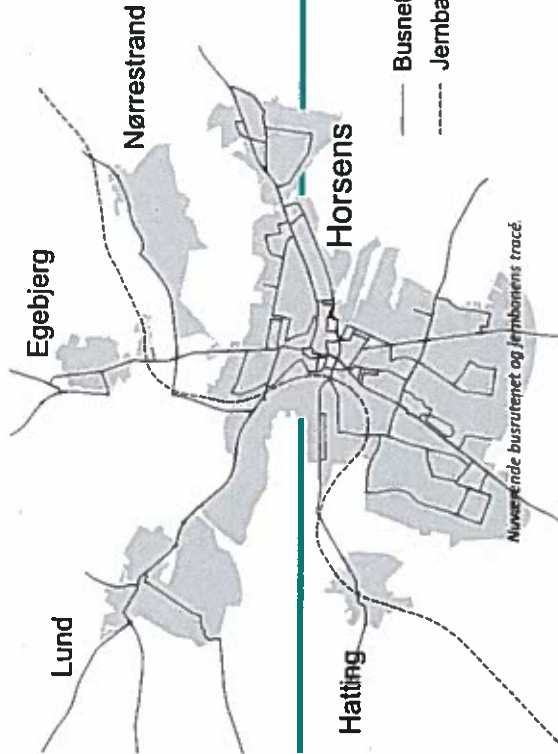 Nørrestrand
Egebjerg
Lund
Horsens
Hatting
Busnet
Jernba
Nuværende busrutenet og jernbanens tracé.